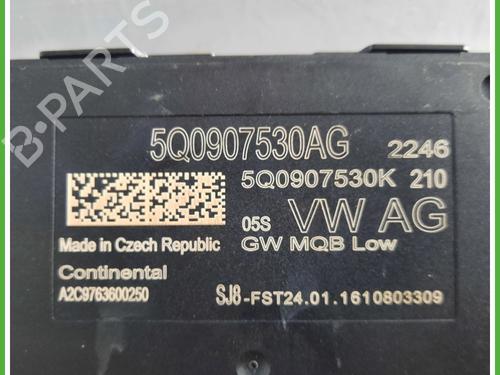 B-PARTS
5Q0907530AG 2246
5Q0907530K 210
05S VW AG
Made in Czech Republic GW MQB Low
Continental
A2C9763600250 SJ8-FST24.01.1610803309